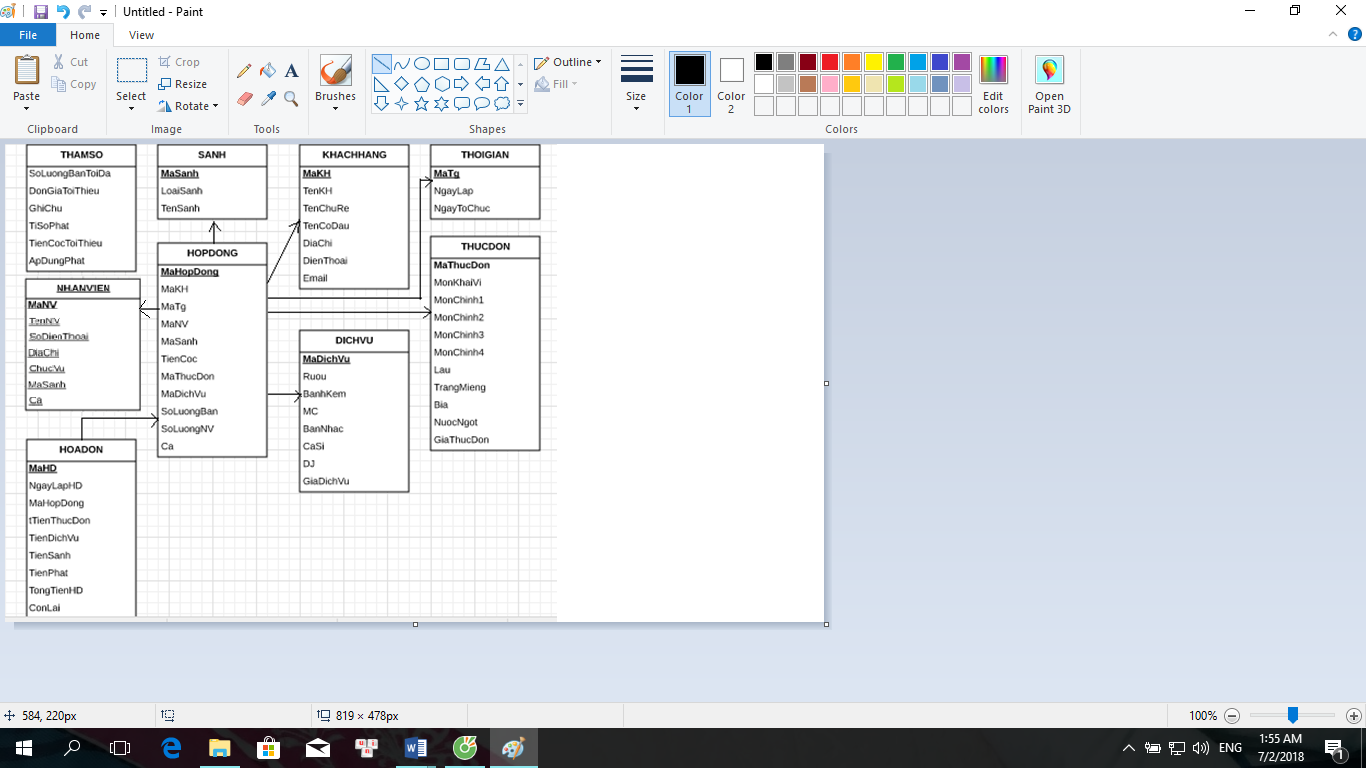 Untitled - Paint
File
Home
View
Paste
Cut
Copy
Clipboard
Select
Crop
Resize
Rotate
Image
A
Tools
Brushes
Shapes
Outline
Fill
Size
Color 1
Color 2
Colors
Edit colors
Open Paint 3D
THAMSO
SoLuongBanToiDa
DonGiaToiThieu
GhiChu
TiSoPhat
TienCocToiThieu
ApDungPhat
SANH
MaSanh
LoaiSanh
TenSanh
KHACHHANG
MaKH
TenKH
TenChuRe
TenCoDau
DiaChi
DienThoai
Email
THOIGIAN
MaTg
NgayLap
NgayToChuc
NHANVIEN
MaNV
TenNV
SoDienThoai
DiaChi
ChucVu
MaSanh
Ca
HOPDONG
MaHopDong
MaKH
MaTg
MaNV
MaSanh
TienCoc
MaThucDon
MaDichVu
SoLuongBan
SoLuongNV
Ca
THUCDON
MaThucDon
MonKhaiVi
MonChinh1
MonChinh2
MonChinh3
MonChinh4
Lau
TrangMieng
Bia
NuocNgot
GiaThucDon
DICHVU
MaDichVu
Ruou
BanhKem
MC
BanNhac
CaSi
DJ
GiaDichVu
HOADON
MaHD
NgayLapHD
MaHopDong
tTienThucDon
TienDichVu
TienSanh
TienPhat
TongTienHD
ConLai
584, 220px
819 × 478px
100%
ENG
1:55 AM
7/2/2018
1